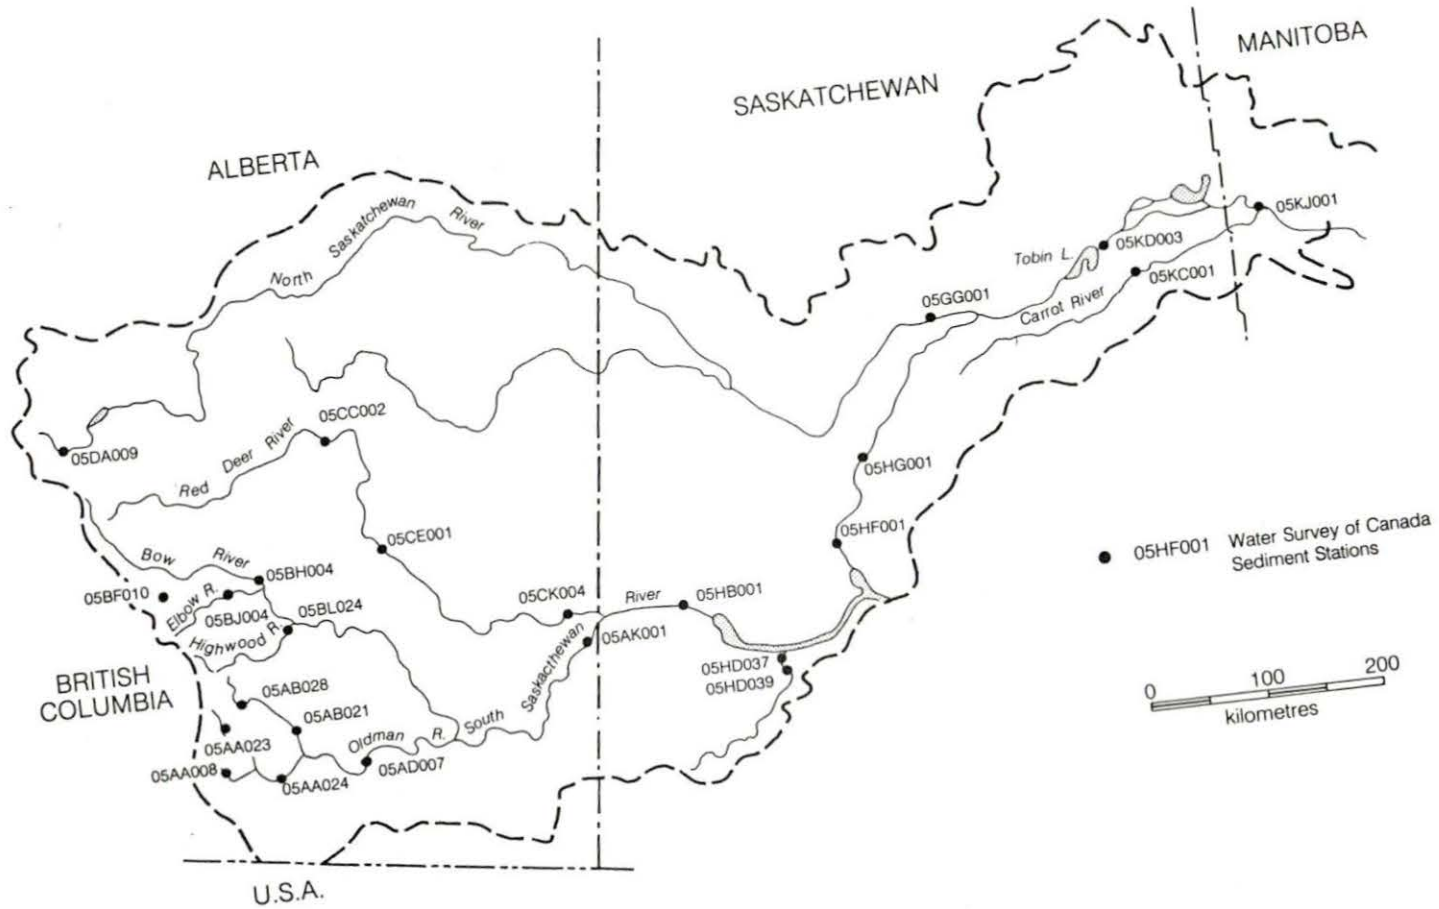 MANITOBA
SASKATCHEWAN
ALBERTA
North Saskatchewan River
05KJ001
05KD003
Tobin L.
05KC001
05GG001
Carrot River
05CC002
05DA009
Red Deer River
05HG001
05CE001
05HF001
05HF001 Water Survey of Canada
Sediment Stations
Bow River
05BH004
05BF010
Elbow R.
05BJ004
05BL024
Highwood R.
05CK004
River
05HB001
05AK001
05HD037
05HD039
BRITISH
COLUMBIA
05AB028
05AB021
South Saskacthewan
05AA023
Oldman R.
05AA008
05AD007
05AA024
0 100 200
kilometres
U.S.A.